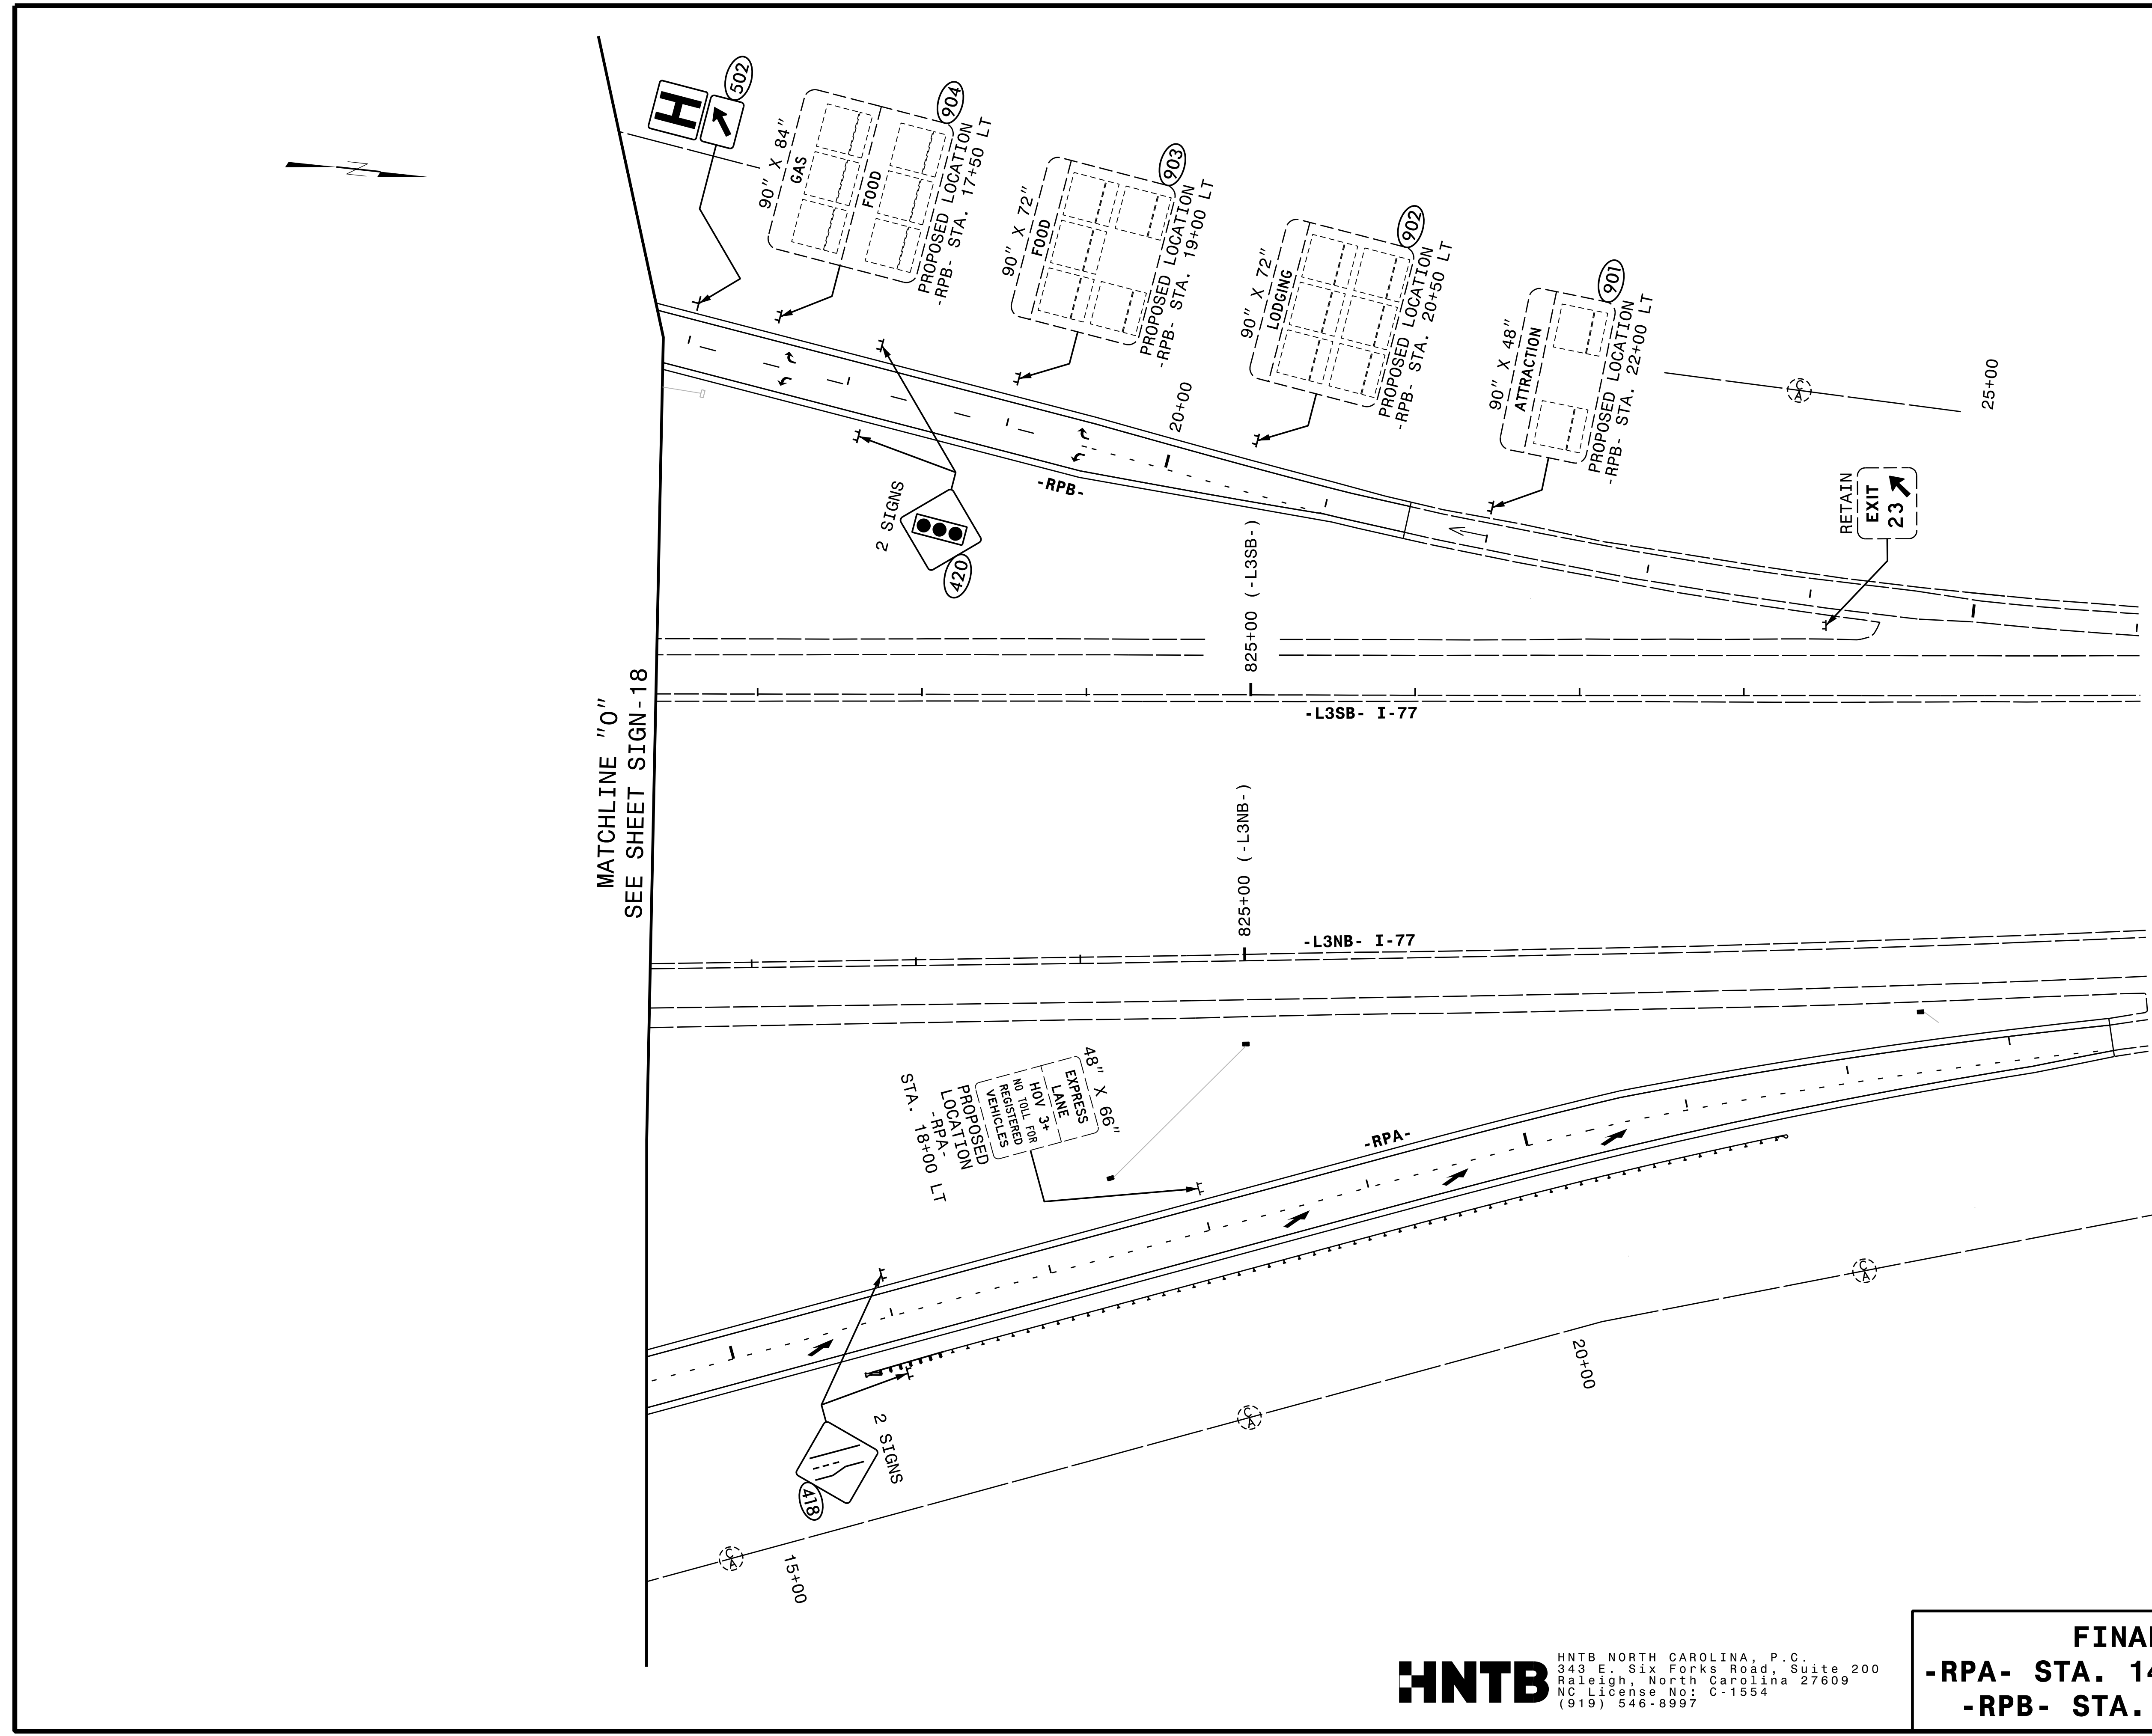 502
H
904
90" X 84"
GAS
FOOD
PROPOSED LOCATION
-RPB- STA. 17+50 LT
903
90" X 72"
FOOD
PROPOSED LOCATION
-RPB- STA. 19+00 LT
902
90" X 72"
LODGING
PROPOSED LOCATION
-RPB- STA. 20+50 LT
901
90" X 48"
ATTRACTION
PROPOSED LOCATION
-RPB- STA. 22+00 LT
N
C
A
25+00
20+00
RETAIN
EXIT
23
-RPB-
2 SIGNS
420
825+00 (-L3SB-)
-L3SB- I-77
MATCHLINE "O"
SEE SHEET SIGN-18
825+00 (-L3NB-)
-L3NB- I-77
48" X 66"
EXPRESS
LANE
HOV 3+
NO TOLL FOR
REGISTERED
VEHICLES
PROPOSED
LOCATION
-RPA-
STA. 18+00 LT
-RPA-
C
A
20+00
C
A
2 SIGNS
418
C
A
15+00
HNTB
HNTB NORTH CAROLINA, P.C.
343 E. Six Forks Road, Suite 200
Raleigh, North Carolina 27609
NC License No: C-1554
(919) 546-8997
FINA
-RPA- STA. 14
-RPB- STA.